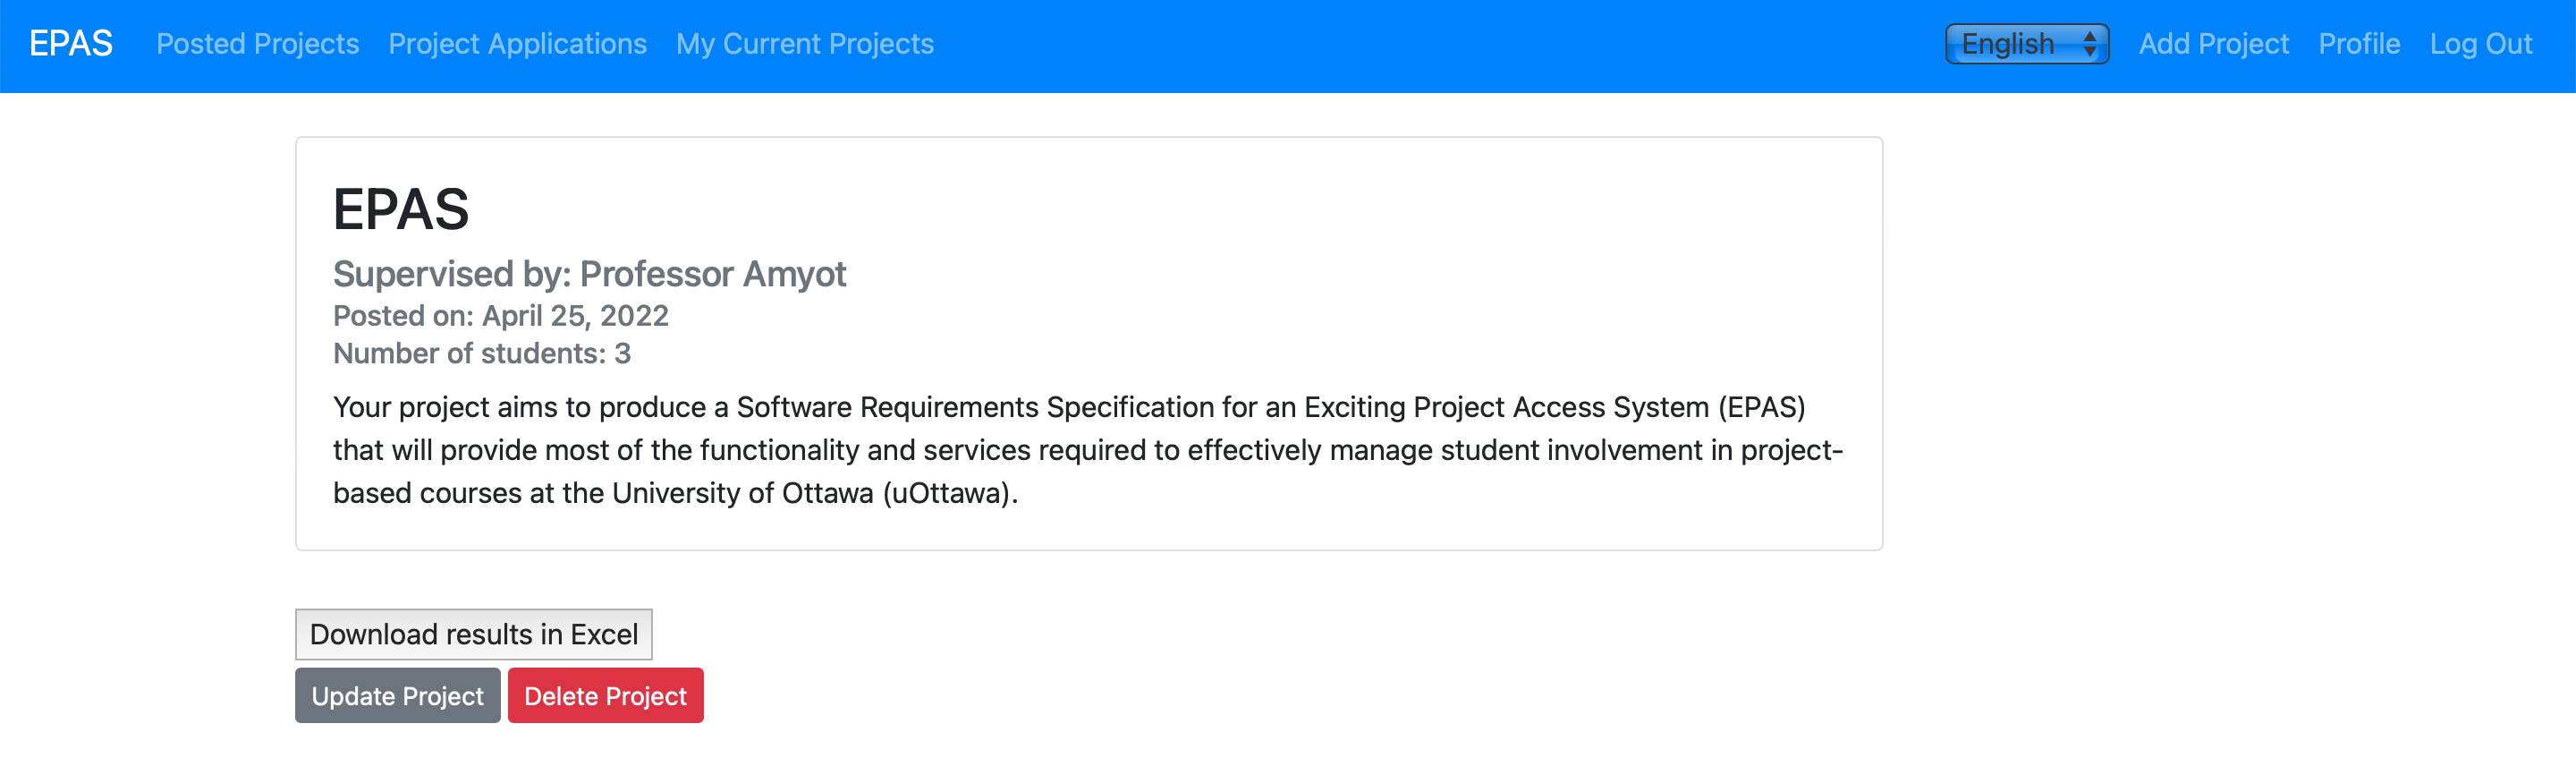 EPAS Posted Projects Project Applications My Current Projects English Add Project Profile Log Out
EPAS
Supervised by: Professor Amyot
Posted on: April 25, 2022
Number of students: 3
Your project aims to produce a Software Requirements Specification for an Exciting Project Access System (EPAS)
that will provide most of the functionality and services required to effectively manage student involvement in project-
based courses at the University of Ottawa (uOttawa).
Download results in Excel
Update Project Delete Project